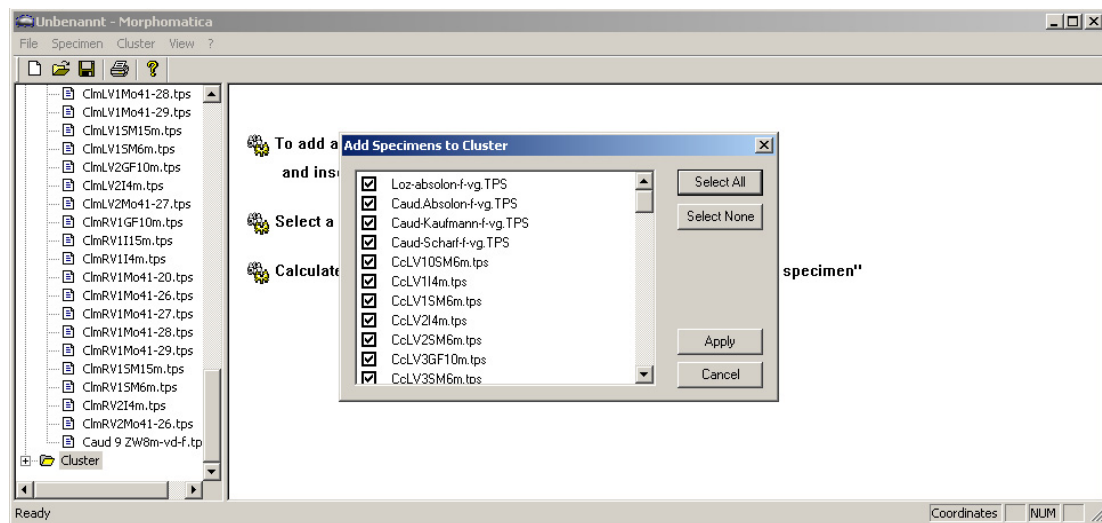 Unbenannt - Morphomatica
File Specimen Cluster View ?
ClmLV1Mo41-28.tps
ClmLV1Mo41-29.tps
ClmLV1SM15m.tps
ClmLV1SM6m.tps
ClmLV2GF10m.tps
ClmLV2I4m.tps
ClmLV2Mo41-27.tps
ClmRV1GF10m.tps
ClmRV1I15m.tps
ClmRV1I4m.tps
ClmRV1Mo41-20.tps
ClmRV1Mo41-26.tps
ClmRV1Mo41-27.tps
ClmRV1Mo41-28.tps
ClmRV1Mo41-29.tps
ClmRV1SM15m.tps
ClmRV1SM6m.tps
ClmRV2I4m.tps
ClmRV2Mo41-26.tps
Caud 9 ZW8m-vd-f.tp
Cluster
To add a
and inse
Select a
Calculate
specimen"
Add Specimens to Cluster
Loz-absolon-f-vg.TPS
Caud.Absolon-f-vg.TPS
Caud-Kaufmann-f-vg.TPS
Caud-Scharf-f-vg.TPS
CcLV10SM6m.tps
CcLV1I4m.tps
CcLV1SM6m.tps
CcLV2I4m.tps
CcLV2SM6m.tps
CcLV3GF10m.tps
CcLV3SM6m.tps
Select All
Select None
Apply
Cancel
Ready
Coordinates NUM